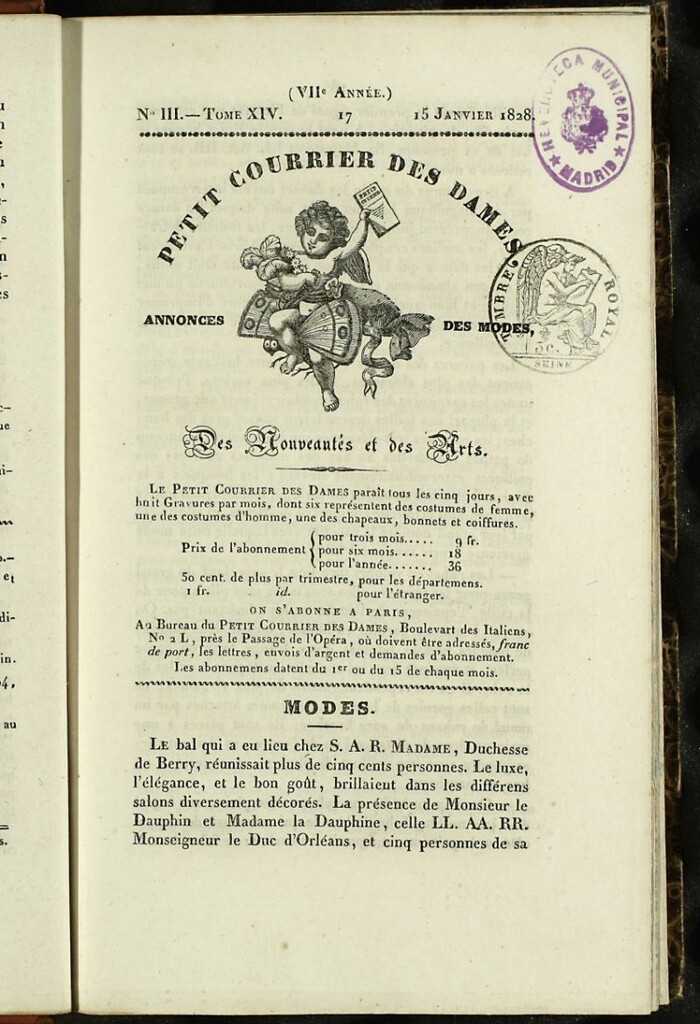 (VIIe Année.)
No III.—Tome XIV. 17 15 Janvier 1828.
HEMEROTECA MUNICIPAL
★ MADRID ★
PETIT COURRIER DES DAMES
PETIT
TIMBRE ROYAL
5c.
SEINE
ANNONCES DES MODES,
Des Nouveautés et des Arts.
Le Petit Courrier des Dames paraît tous les cinq jours, avec
huit Gravures par mois, dont six représentent des costumes de femme,
une des costumes d'homme, une des chapeaux, bonnets et coiffures.
Prix de l'abonnement { pour trois mois..... 9 fr.
pour six mois...... 18
pour l'année....... 36
50 cent. de plus par trimestre, pour les départemens.
1 fr. id. pour l'étranger.
ON S'ABONNE A PARIS,
Au Bureau du Petit Courrier des Dames, Boulevart des Italiens,
No 2 L, près le Passage de l'Opéra, où doivent être adressés, franc
de port, les lettres, envois d'argent et demandes d'abonnement.
Les abonnemens datent du 1er ou du 15 de chaque mois.
MODES.
Le bal qui a eu lieu chez S. A. R. Madame, Duchesse
de Berry, réunissait plus de cinq cents personnes. Le luxe,
l'élégance, et le bon goût, brillaient dans les différens
salons diversement décorés. La présence de Monsieur le
Dauphin et Madame la Dauphine, celle LL. AA. RR.
Monseigneur le Duc d'Orléans, et cinq personnes de sa